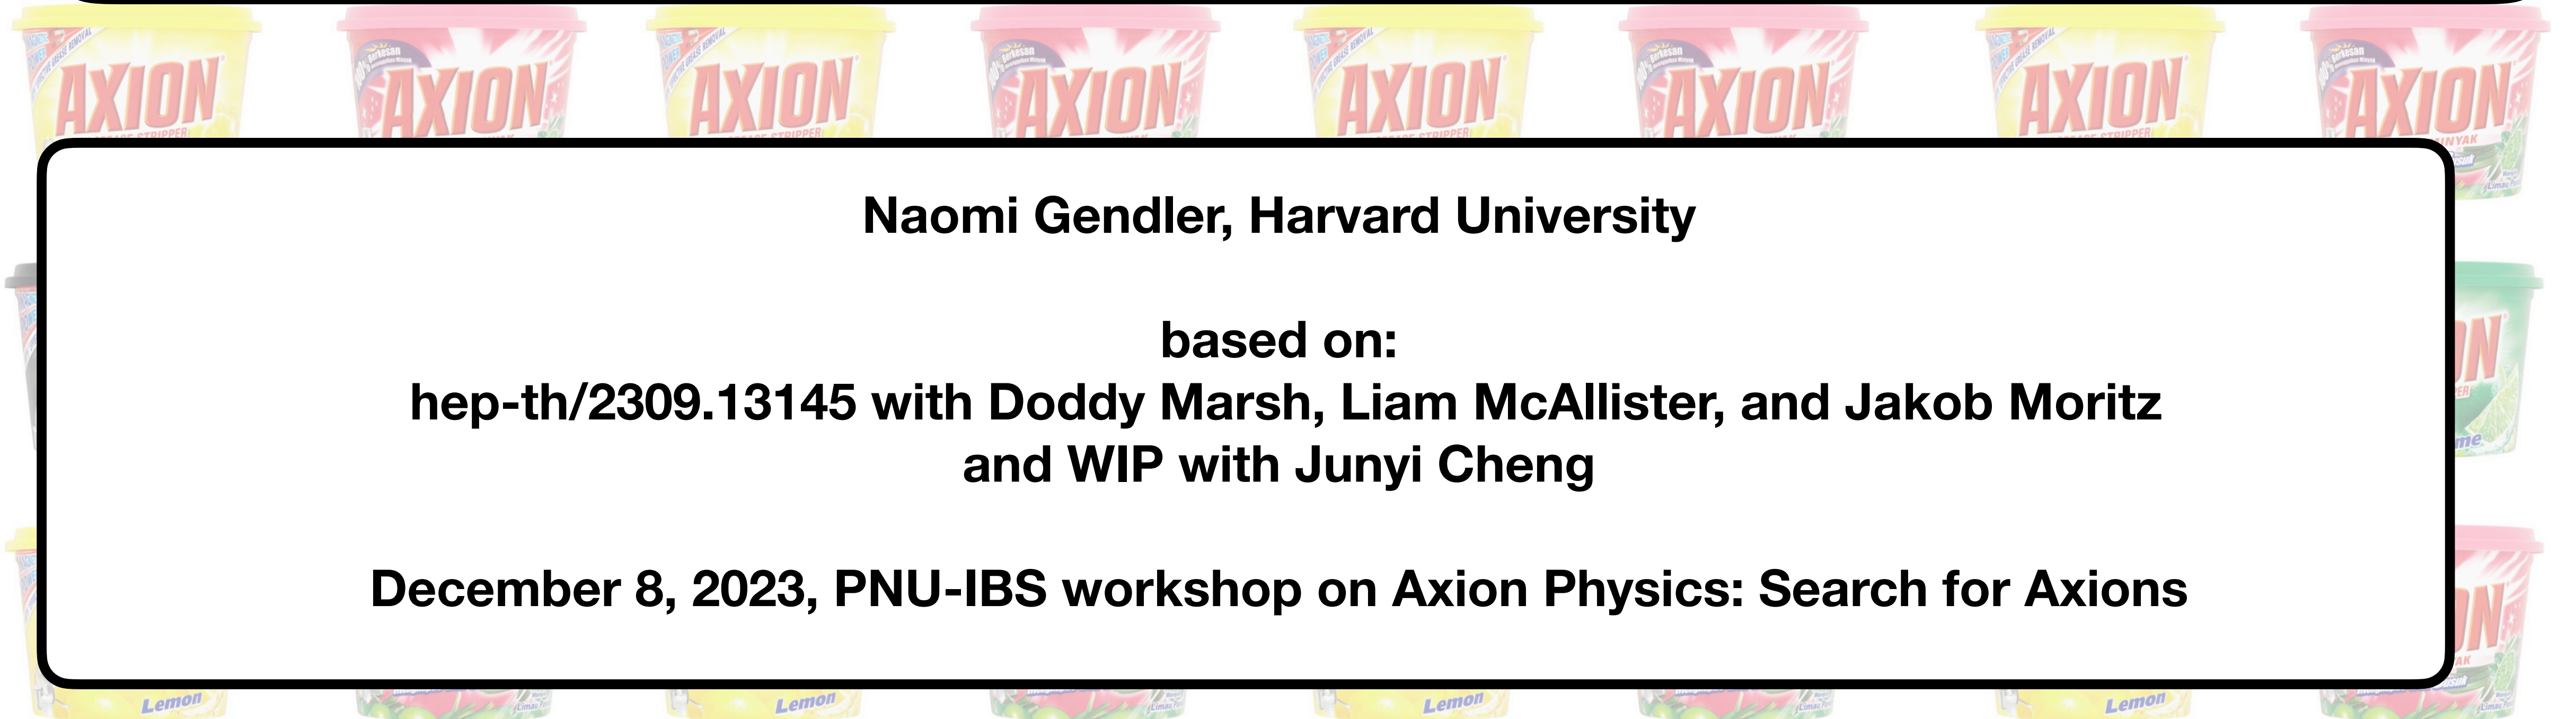 AXION AXION AXION AXION AXION AXION AXION AXION
Naomi Gendler, Harvard University
based on:
hep-th/2309.13145 with Doddy Marsh, Liam McAllister, and Jakob Moritz
and WIP with Junyi Cheng
December 8, 2023, PNU-IBS workshop on Axion Physics: Search for Axions
Lemon Lemon Lemon Lemon